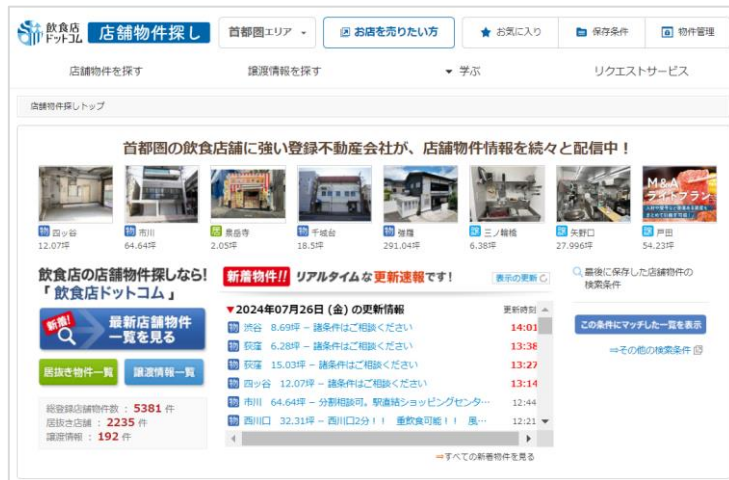 飲食店
ドットコム 店舗物件探し
首都圏エリア
お店を売りたい方
お気に入り
保存条件
物件管理
店舗物件を探す
譲渡情報を探す
学ぶ
リクエストサービス
店舗物件探しトップ
首都圏の飲食店舗に強い登録不動産会社が、店舗物件情報を続々と配信中！
物 四ッ谷
12.07坪
物 市川
64.64坪
居 泉岳寺
2.05坪
物 千城台
18.5坪
物 強羅
291.04坪
譲 三ノ輪橋
6.38坪
譲 矢野口
27.996坪
M&A
ライトプラン
譲 戸田
54.23坪
飲食店の店舗物件探しなら！
「 飲食店ドットコム 」
新着!
最新店舗物件
一覧を見る
居抜き物件一覧
譲渡情報一覧
総登録店舗物件数 ： 5381 件
居抜き店舗 ： 2235 件
譲渡情報 ： 192 件
新着物件!! リアルタイムな更新速報です！
表示の更新
▼2024年07月26日 (金) の更新情報
更新時刻
物 渋谷 8.69坪 − 諸条件はご相談ください 14:01
物 荻窪 6.28坪 − 諸条件はご相談ください 13:38
物 荻窪 15.03坪 − 諸条件はご相談ください 13:27
物 四ッ谷 12.07坪 − 諸条件はご相談ください 13:14
物 市川 64.64坪 − 分割相談可。駅直結ショッピングセンタ… 12:44
物 西川口 32.31坪 − 西川口2分！！ 重飲食可能！！ 風… 12:21
⇒すべての新着物件を見る
最後に保存した店舗物件の
検索条件
この条件にマッチした一覧を表示
⇒その他の検索条件